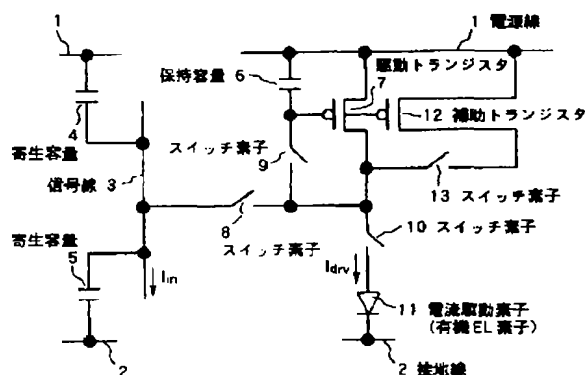 1
1 電源線
駆動トランジスタ
保持容量 6
7
4
12 補助トランジスタ
寄生容量
スイッチ素子
9
信号線 3
13 スイッチ素子
8
スイッチ素子
10 スイッチ素子
寄生容量
5
Iin
Idrv
11 電流駆動素子
(有機EL素子)
2
2 接地線